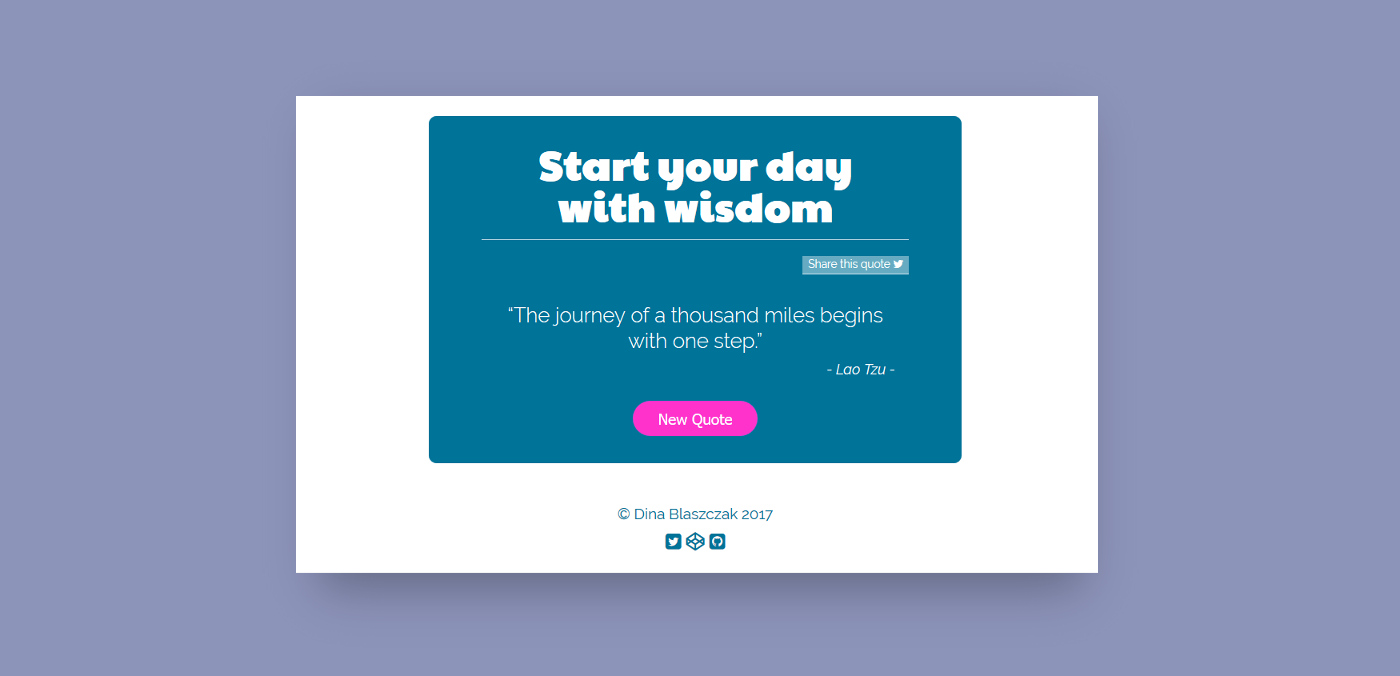 Start your day
with wisdom
Share this quote
“The journey of a thousand miles begins
with one step.”
- Lao Tzu -
New Quote
© Dina Blaszczak 2017